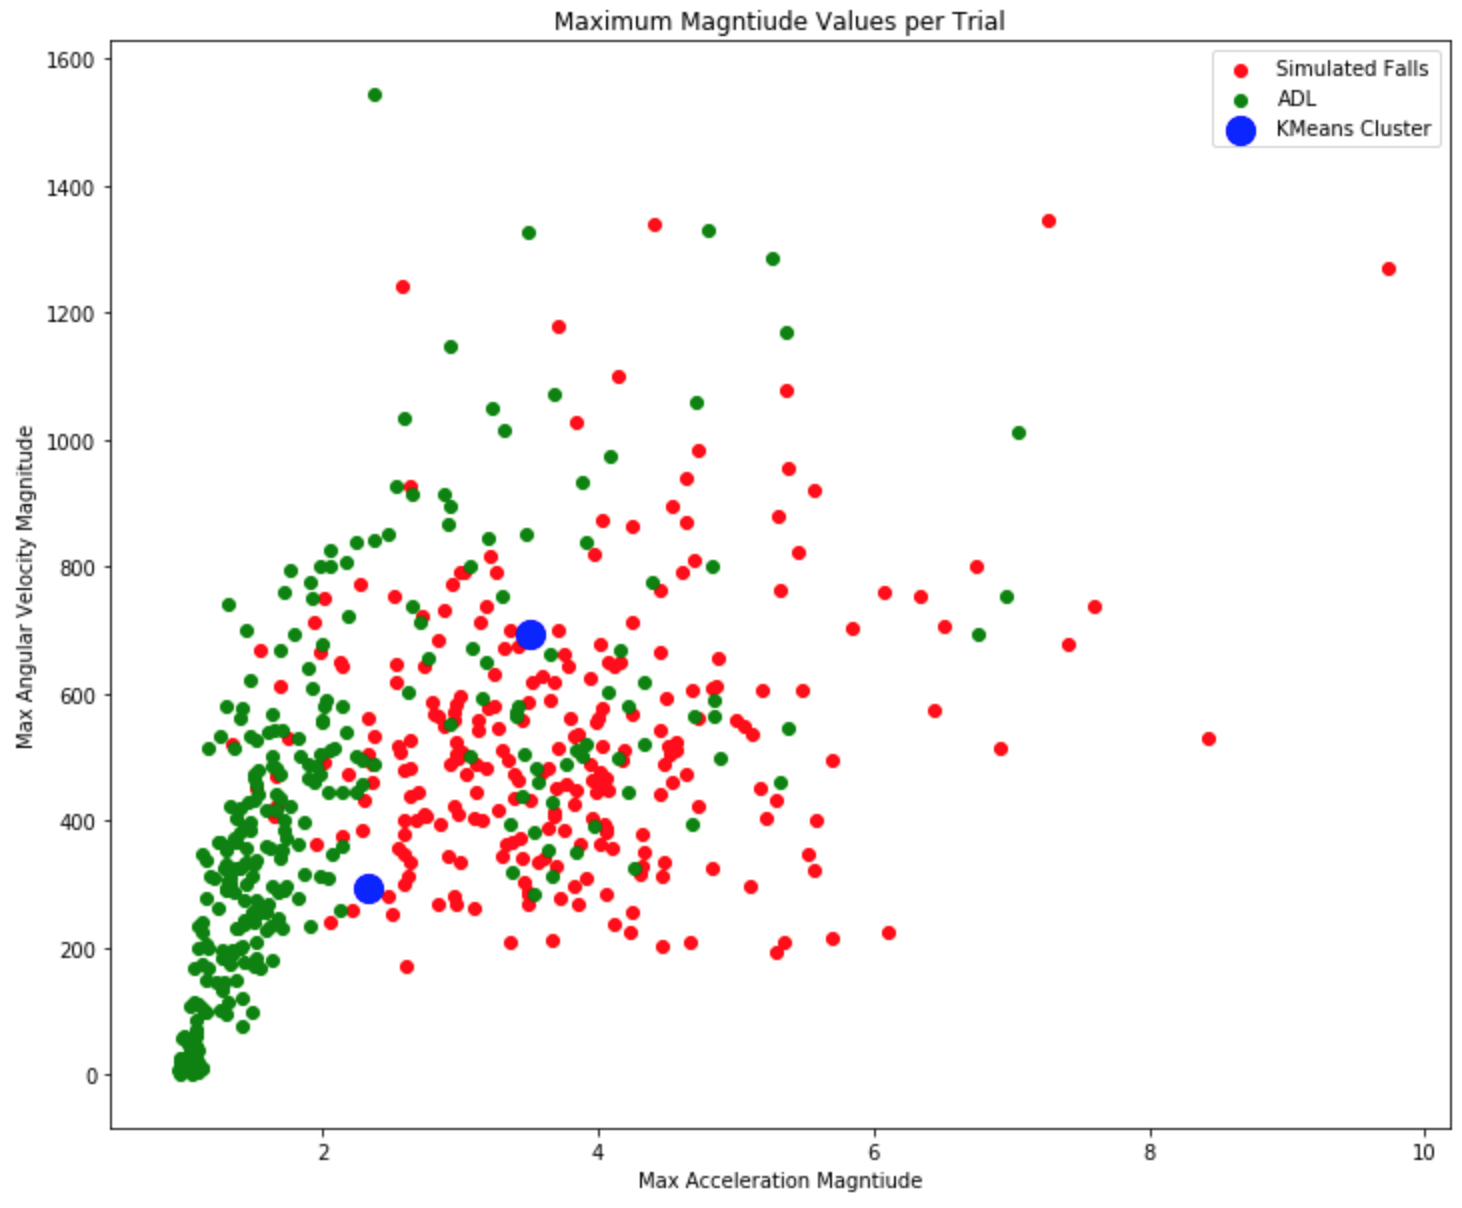 Maximum Magntiude Values per Trial
Simulated Falls
ADL
KMeans Cluster
Max Angular Velocity Magnitude
1600
1400
1200
1000
800
600
400
200
0
2 4 6 8 10
Max Acceleration Magntiude